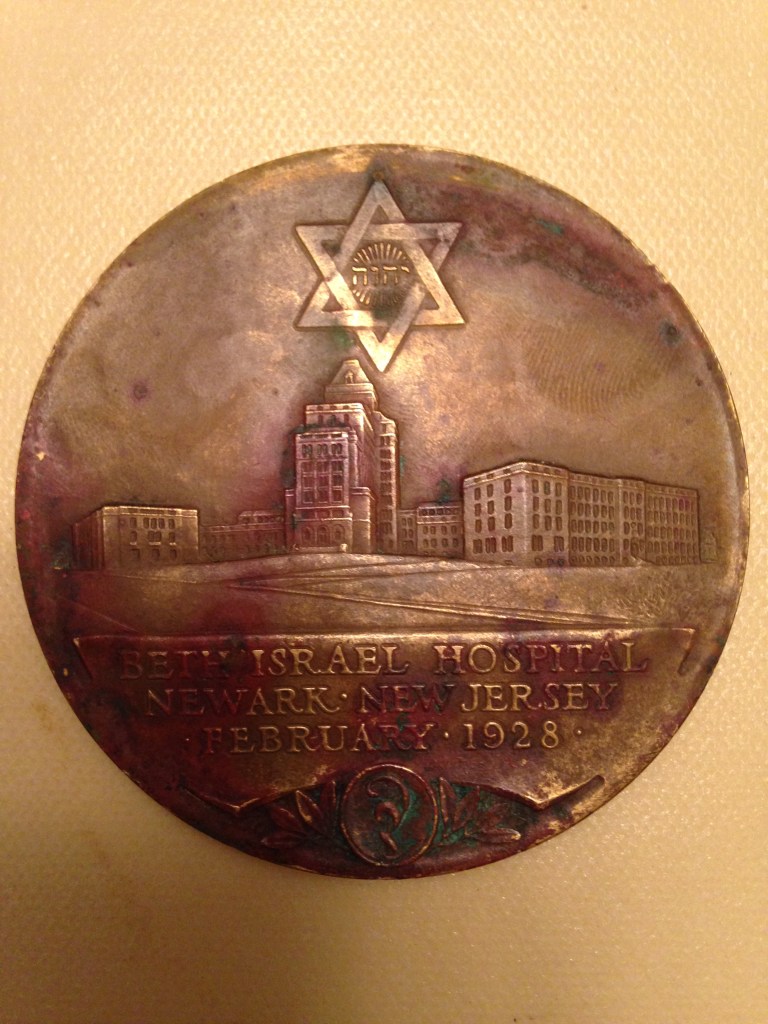 יהוה
BETH ISRAEL HOSPITAL
NEWARK · NEW JERSEY
· FEBRUARY · 1928 ·